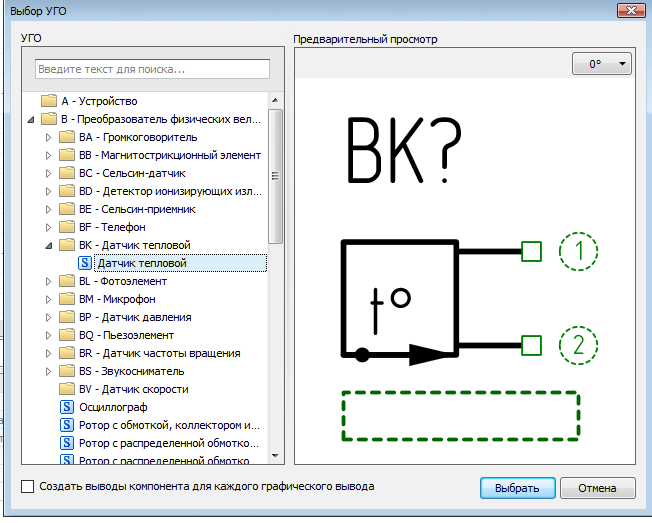 Выбор УГО
УГО
Введите текст для поиска...
A - Устройство
B - Преобразователь физических вел...
BA - Громкоговоритель
BB - Магнитострикционный элемент
BC - Сельсин-датчик
BD - Детектор ионизирующих изл...
BE - Сельсин-приемник
BF - Телефон
BK - Датчик тепловой
Датчик тепловой
BL - Фотоэлемент
BM - Микрофон
BP - Датчик давления
BQ - Пьезоэлемент
BR - Датчик частоты вращения
BS - Звукосниматель
BV - Датчик скорости
Осциллограф
Ротор с обмоткой, коллектором и...
Ротор с распределенной обмотко...
Ротор с распределенной обмотко
Предварительный просмотр
0°
BK?
1
t°
2
Создать выводы компонента для каждого графического вывода
Выбрать
Отмена